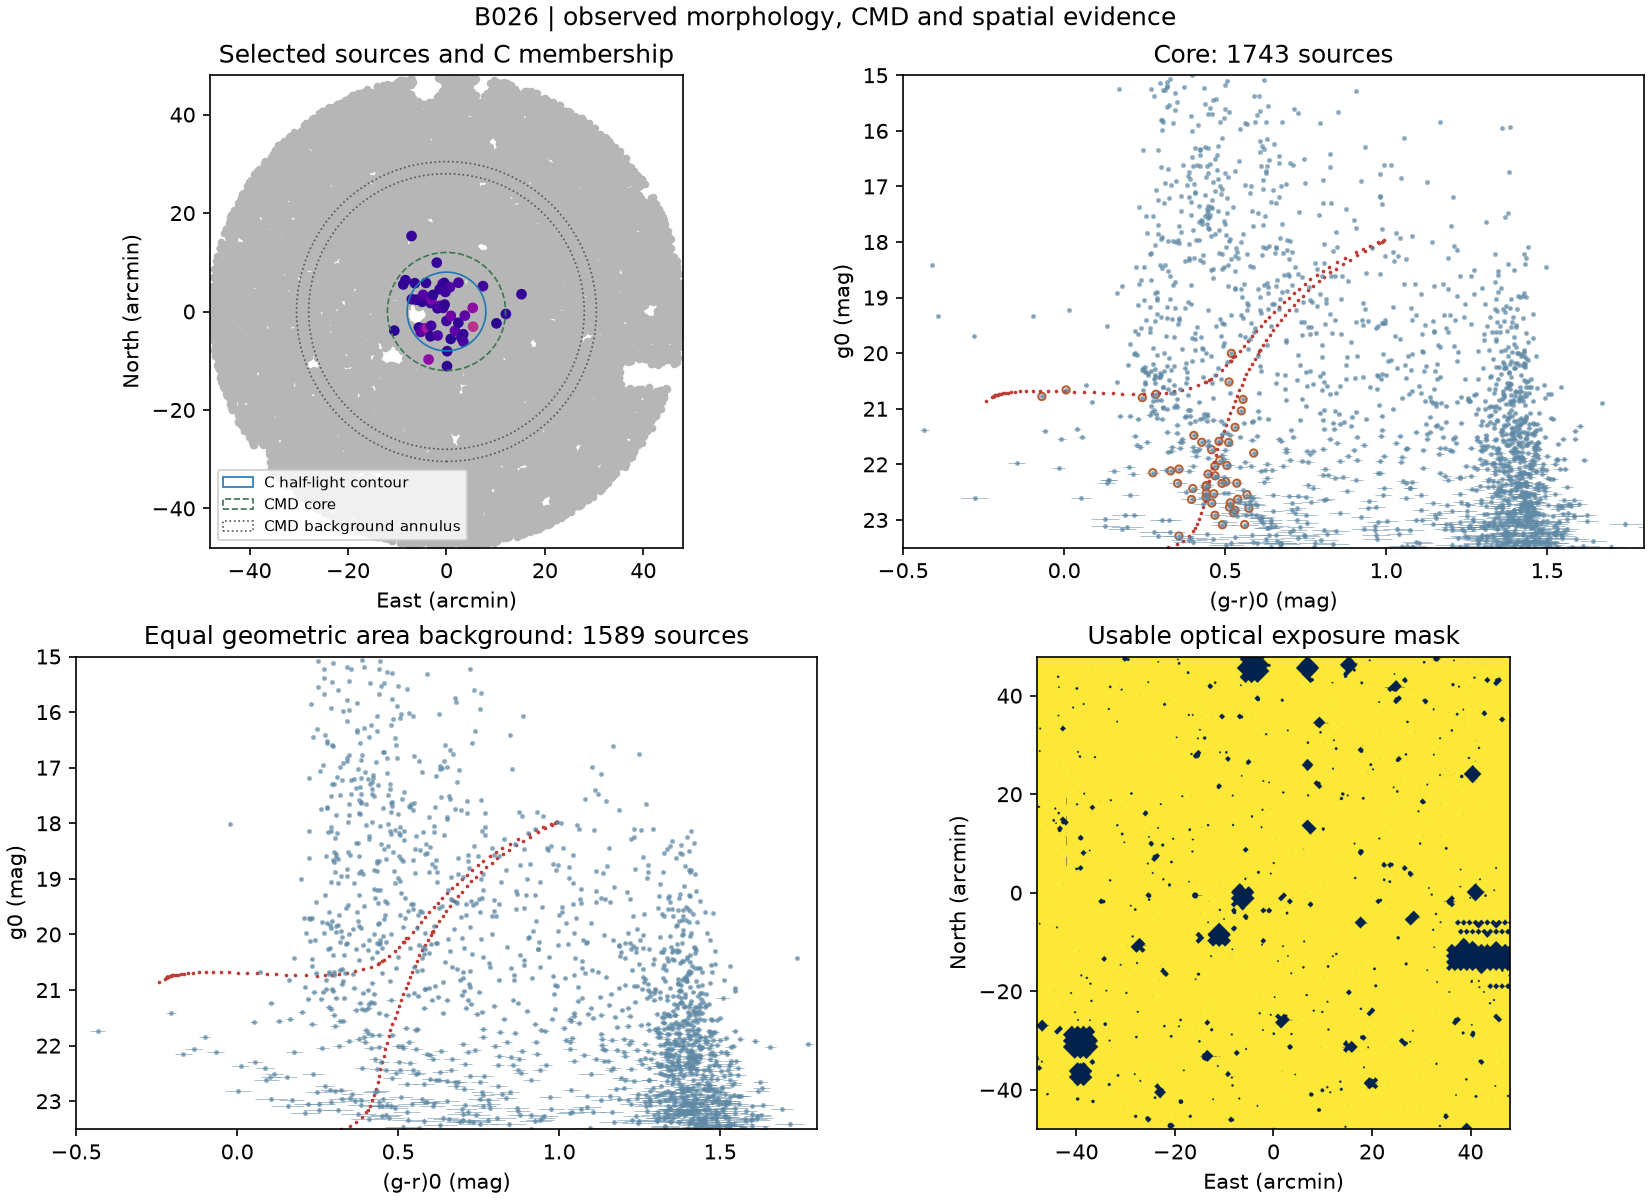 B026 | observed morphology, CMD and spatial evidence
Selected sources and C membership
40
20
0
−20
−40
North (arcmin)
C half-light contour
CMD core
CMD background annulus
−40 −20 0 20 40
East (arcmin)
Core: 1743 sources
15
16
17
18
19
20
21
22
23
g0 (mag)
−0.5 0.0 0.5 1.0 1.5
(g-r)0 (mag)
Equal geometric area background: 1589 sources
15
16
17
18
19
20
21
22
23
g0 (mag)
−0.5 0.0 0.5 1.0 1.5
(g-r)0 (mag)
Usable optical exposure mask
40
20
0
−20
−40
North (arcmin)
−40 −20 0 20 40
East (arcmin)